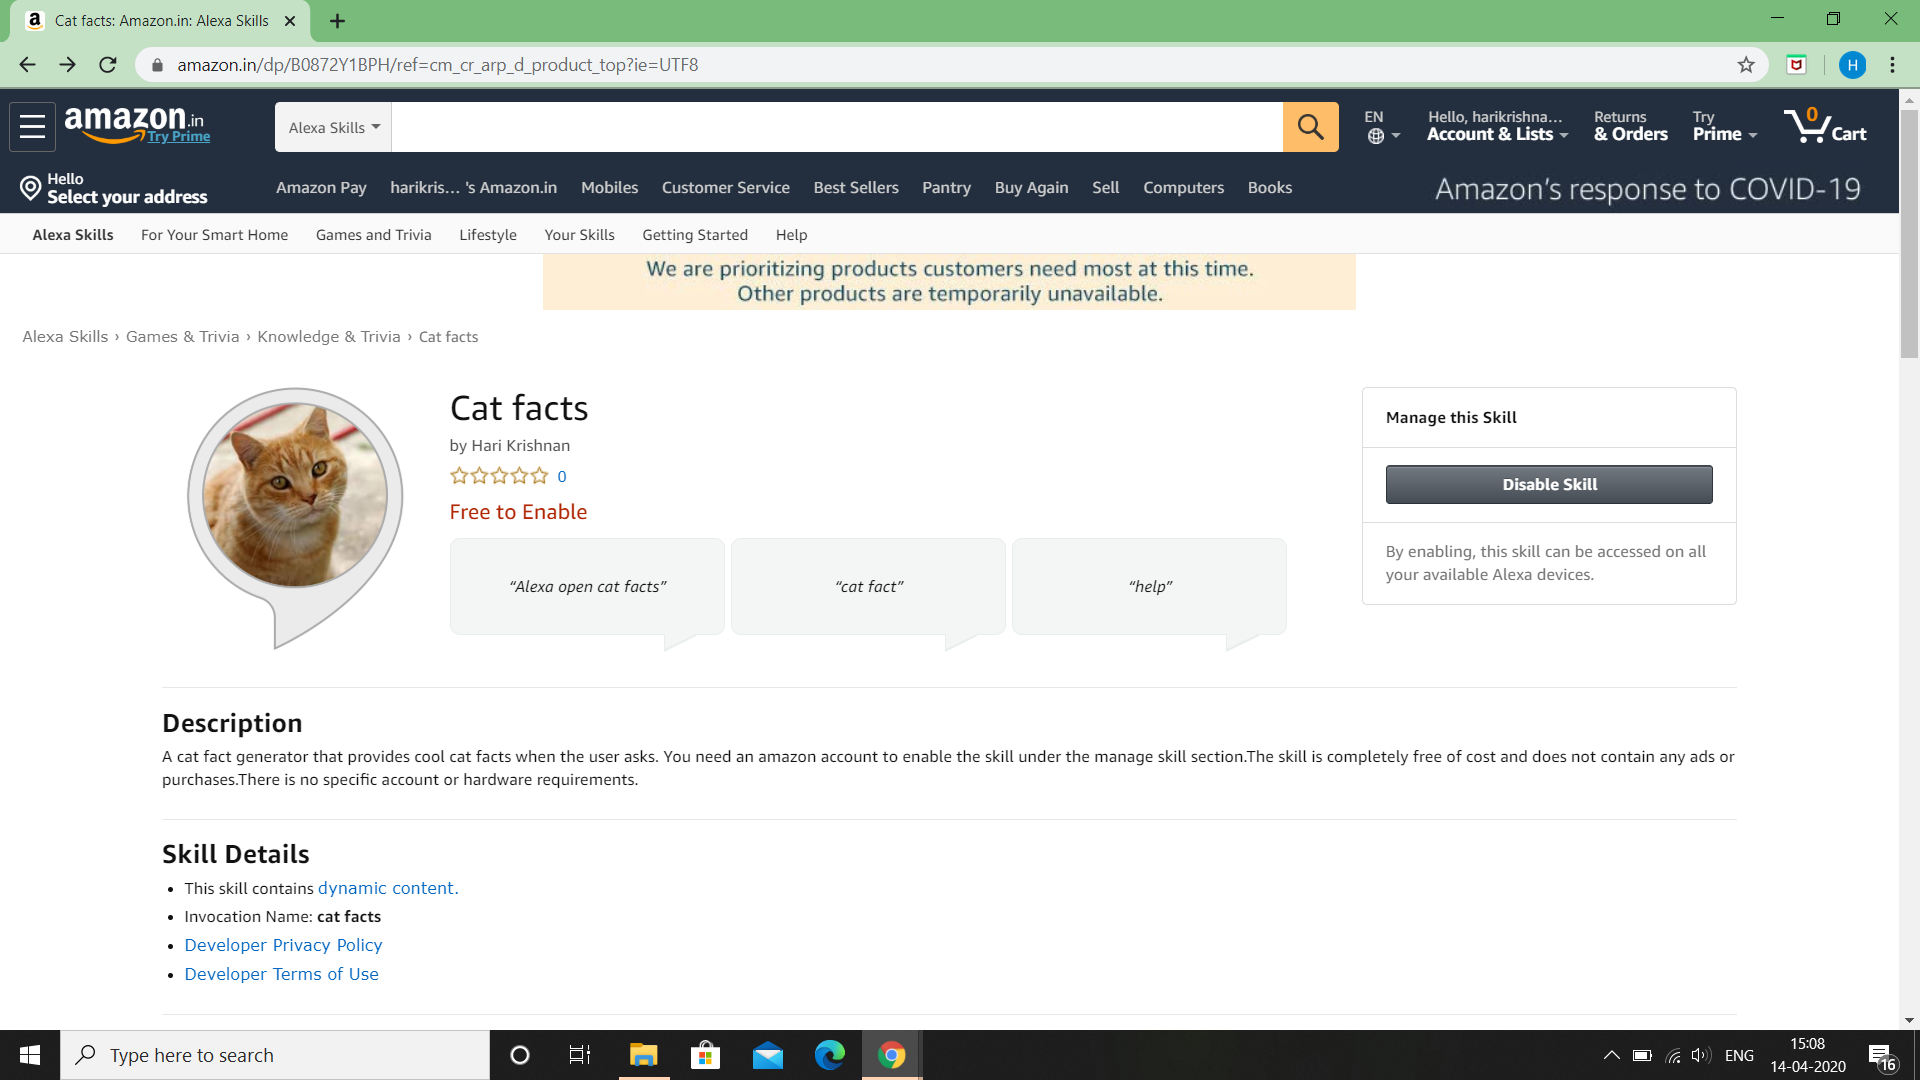 Cat facts: Amazon.in: Alexa Skills
amazon.in/dp/B0872Y1BPH/ref=cm_cr_arp_d_product_top?ie=UTF8
H
amazon.in
Try Prime
Alexa Skills
EN
Hello, harikrishna...
Account & Lists
Returns
& Orders
Try
Prime
0
Cart
Hello
Select your address
Amazon Pay harikris... 's Amazon.in Mobiles Customer Service Best Sellers Pantry Buy Again Sell Computers Books
Amazon's response to COVID-19
Alexa Skills For Your Smart Home Games and Trivia Lifestyle Your Skills Getting Started Help
We are prioritizing products customers need most at this time.
Other products are temporarily unavailable.
Alexa Skills › Games & Trivia › Knowledge & Trivia › Cat facts
Cat facts
by Hari Krishnan
0
Free to Enable
“Alexa open cat facts” “cat fact” “help”
Manage this Skill
Disable Skill
By enabling, this skill can be accessed on all
your available Alexa devices.
Description
A cat fact generator that provides cool cat facts when the user asks. You need an amazon account to enable the skill under the manage skill section.The skill is completely free of cost and does not contain any ads or
purchases.There is no specific account or hardware requirements.
Skill Details
• This skill contains dynamic content.
• Invocation Name: cat facts
• Developer Privacy Policy
• Developer Terms of Use
Type here to search
ENG
15:08
14-04-2020
16